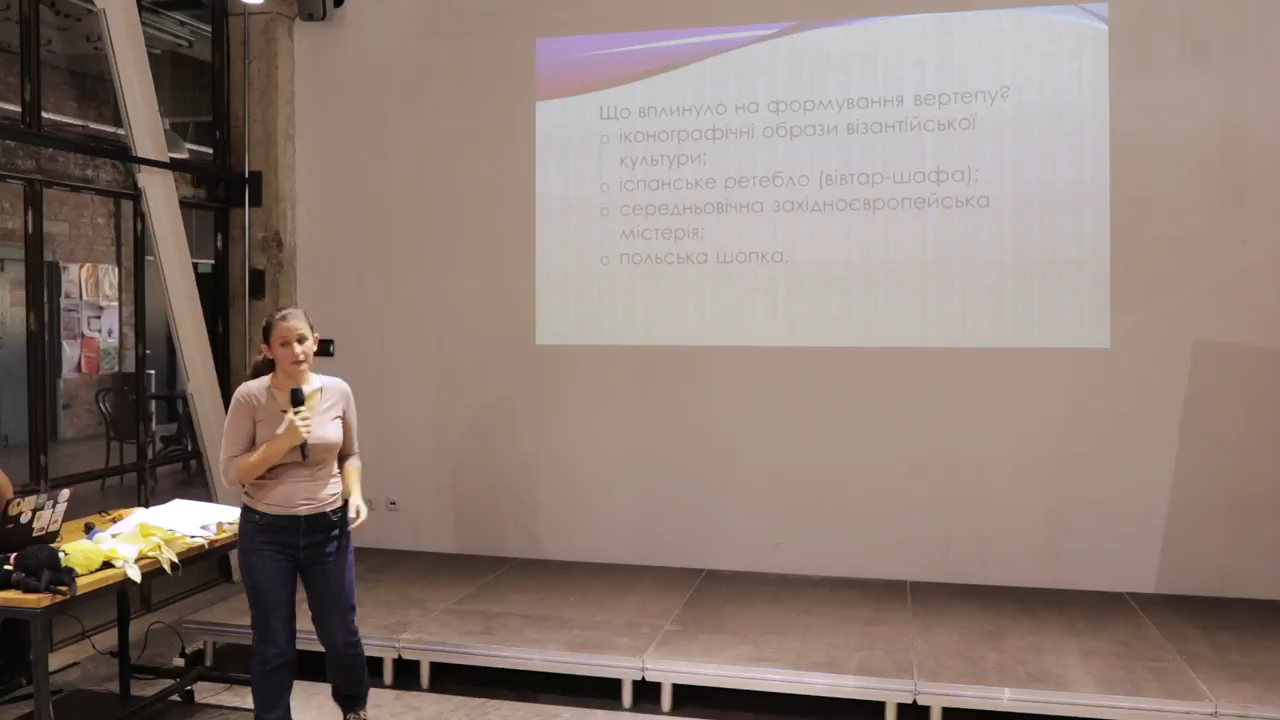 Що вплинуло на формування вертепу?
іконографічні образи візантійської
культури;
іспанське ретебло (вівтар-шафа);
середньовічна західноєвропейська
містерія;
польська шопка.